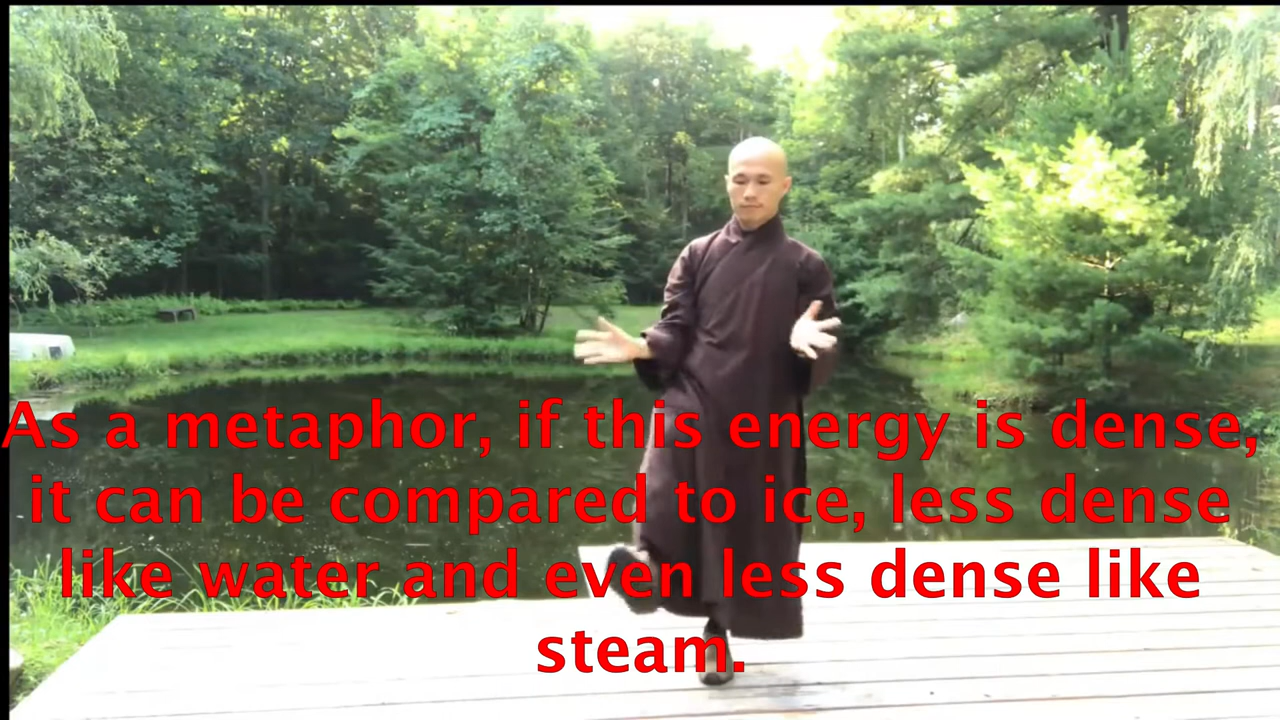 As a metaphor, if this energy is dense,
it can be compared to ice, less dense
like water and even less dense like
steam.